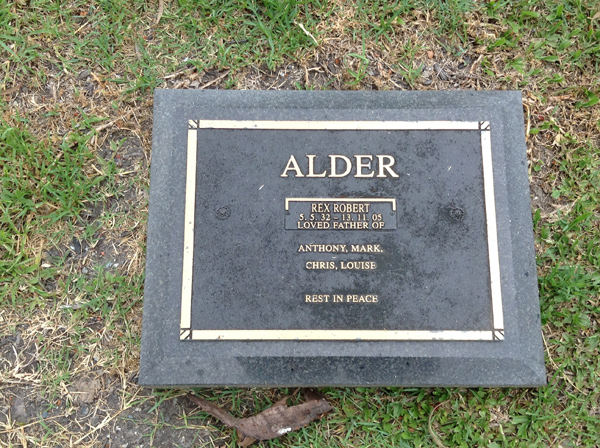 ALDER
REX ROBERT
5. 5. 32 - 13. 11. 05
LOVED FATHER OF
ANTHONY, MARK,
CHRIS, LOUISE
REST IN PEACE